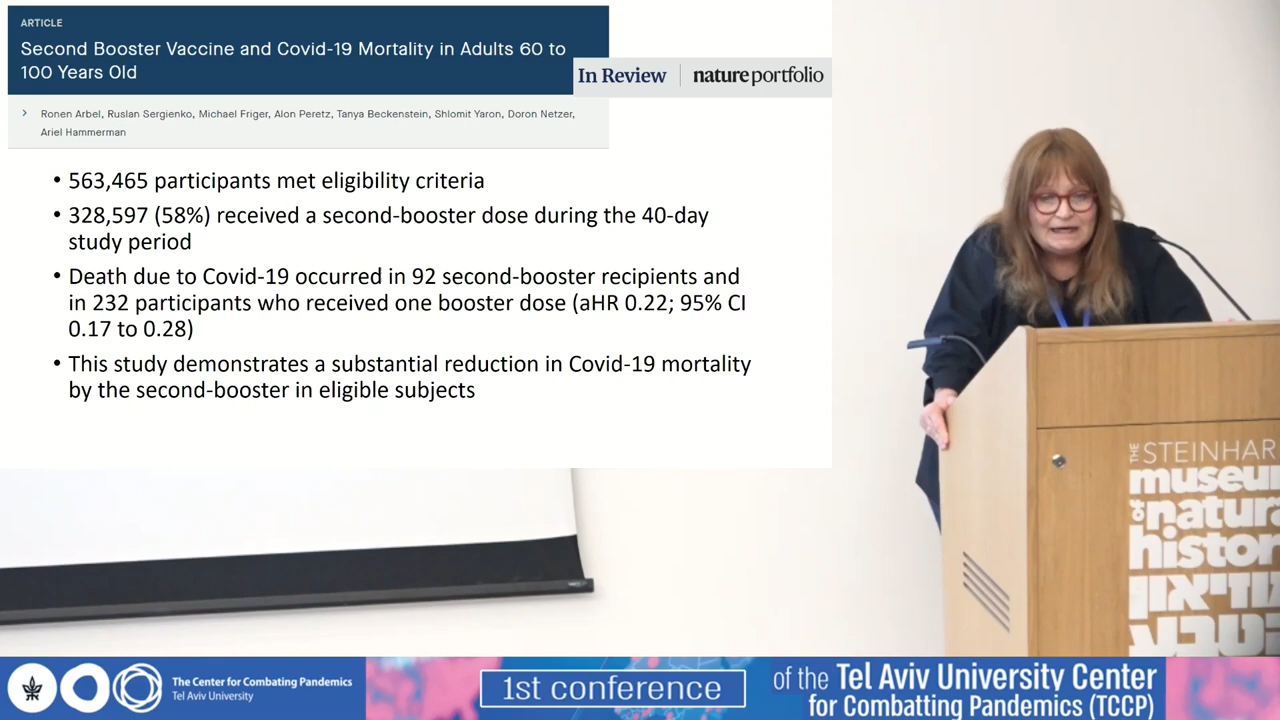 ARTICLE
Second Booster Vaccine and Covid-19 Mortality in Adults 60 to
100 Years Old
In Review | natureportfolio
Ronen Arbel, Ruslan Sergienko, Michael Friger, Alon Peretz, Tanya Beckenstein, Shlomit Yaron, Doron Netzer,
Ariel Hammerman
• 563,465 participants met eligibility criteria
• 328,597 (58%) received a second-booster dose during the 40-day
study period
• Death due to Covid-19 occurred in 92 second-booster recipients and
in 232 participants who received one booster dose (aHR 0.22; 95% CI
0.17 to 0.28)
• This study demonstrates a substantial reduction in Covid-19 mortality
by the second-booster in eligible subjects
THE STEINHAR
museum
of natura
histor
מוזיאון
הטבע
The Center for Combating Pandemics
Tel Aviv University
1st conference
of the Tel Aviv University Center
for Combatting Pandemics (TCCP)